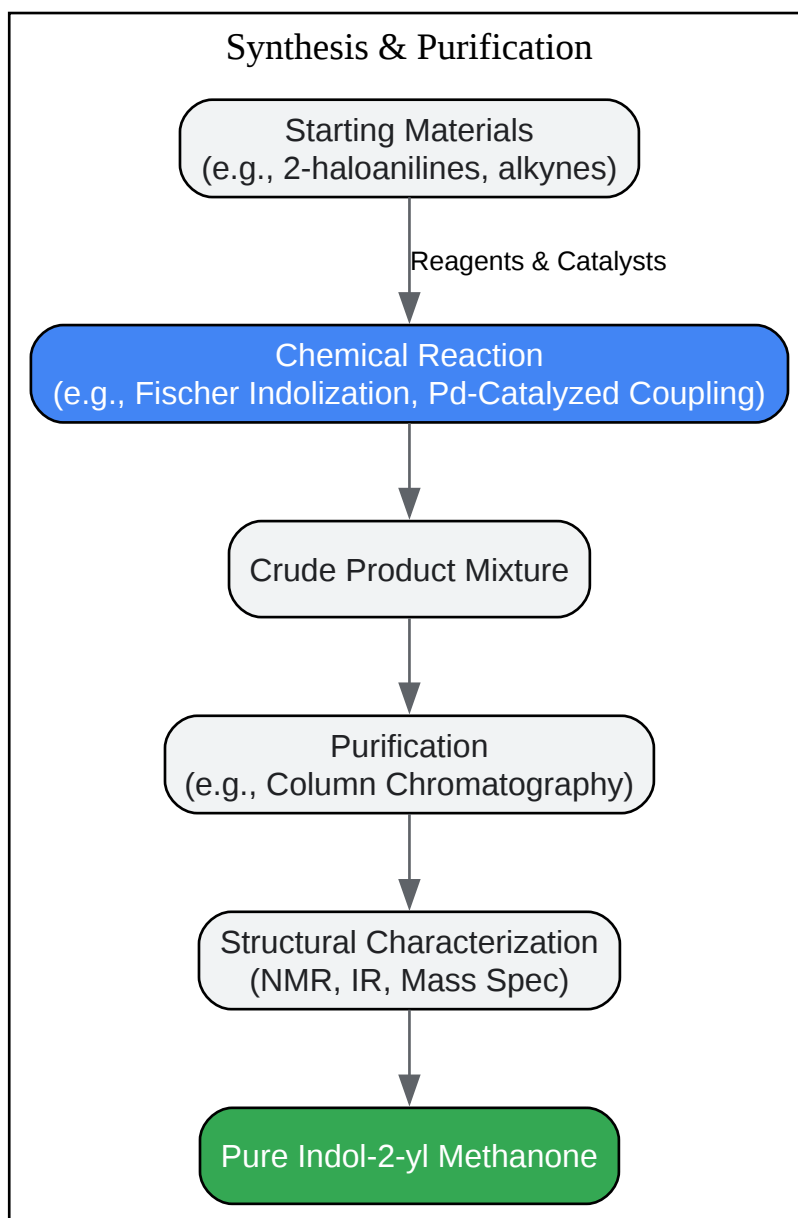 Synthesis & Purification
Starting Materials
(e.g., 2-haloanilines, alkynes)
Reagents & Catalysts
Chemical Reaction
(e.g., Fischer Indolization, Pd-Catalyzed Coupling)
Crude Product Mixture
Purification
(e.g., Column Chromatography)
Structural Characterization
(NMR, IR, Mass Spec)
Pure Indol-2-yl Methanone